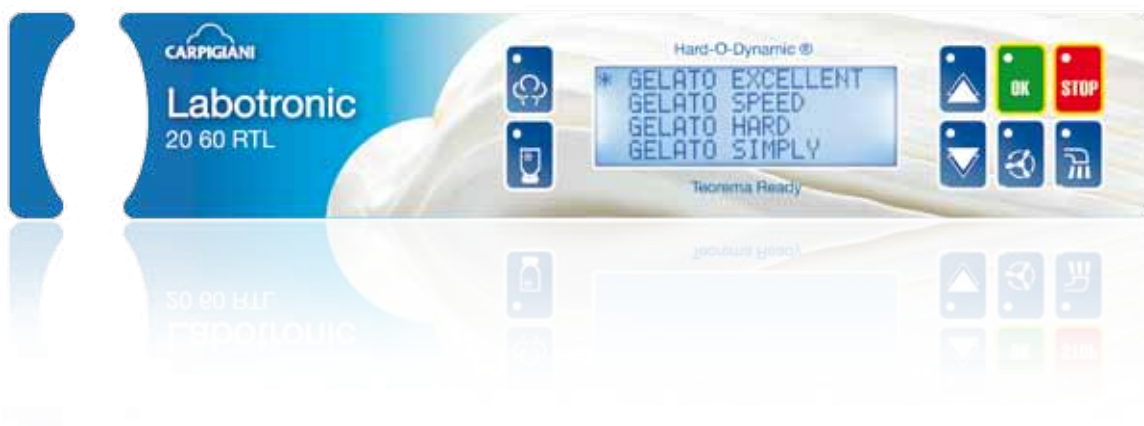 CARPIGIANI
Labotronic
20 60 RTL
Hard-O-Dynamic ®
* GELATO EXCELLENT
GELATO SPEED
GELATO HARD
GELATO SIMPLY
Teorema Ready
OK
STOP